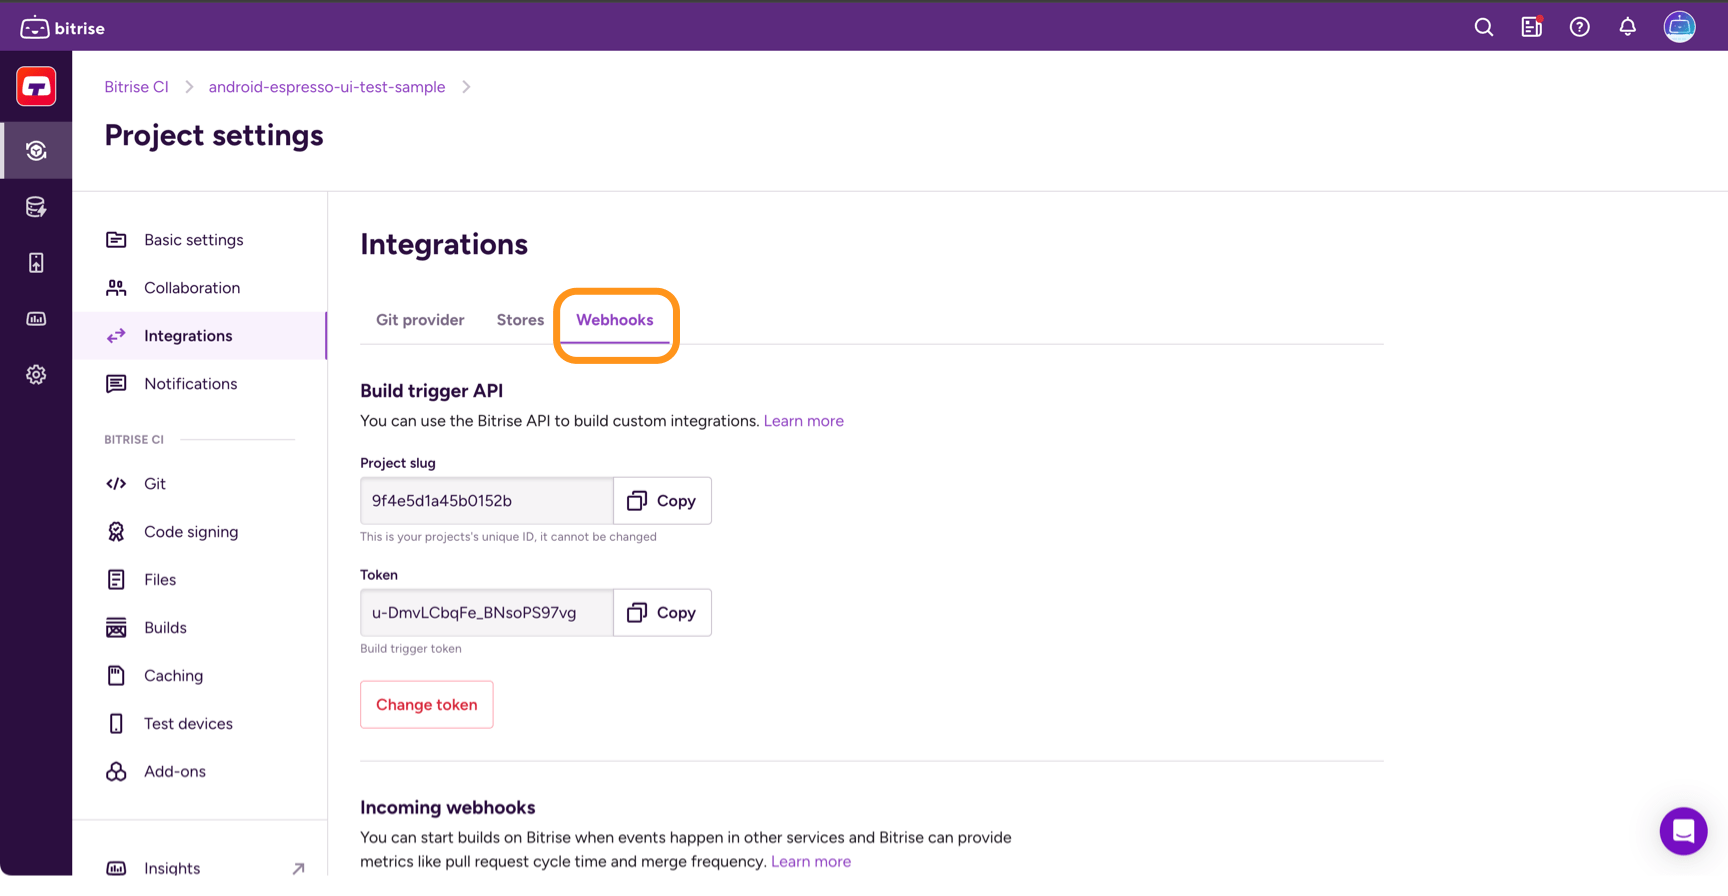 bitrise
Bitrise CI
android-espresso-ui-test-sample
Project settings
Basic settings
Collaboration
Integrations
Notifications
BITRISE CI
Git
Code signing
Files
Builds
Caching
Test devices
Add-ons
Insights
Integrations
Git provider
Stores
Webhooks
Build trigger API
You can use the Bitrise API to build custom integrations. Learn more
Project slug
9f4e5d1a45b0152b
Copy
This is your projects's unique ID, it cannot be changed
Token
u-DmvLCbqFe_BNsoPS97vg
Copy
Build trigger token
Change token
Incoming webhooks
You can start builds on Bitrise when events happen in other services and Bitrise can provide
metrics like pull request cycle time and merge frequency. Learn more